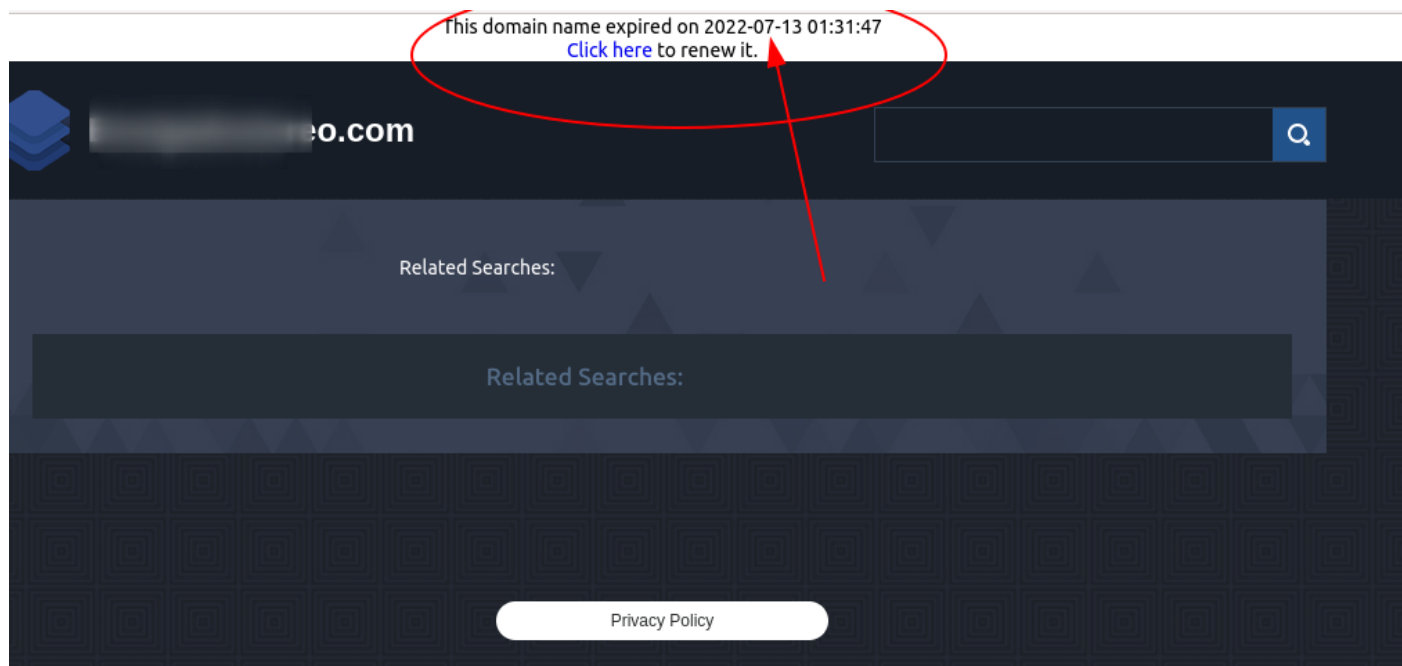 This domain name expired on 2022-07-13 01:31:47
Click here to renew it.
eo.com
Related Searches:
Related Searches:
Privacy Policy